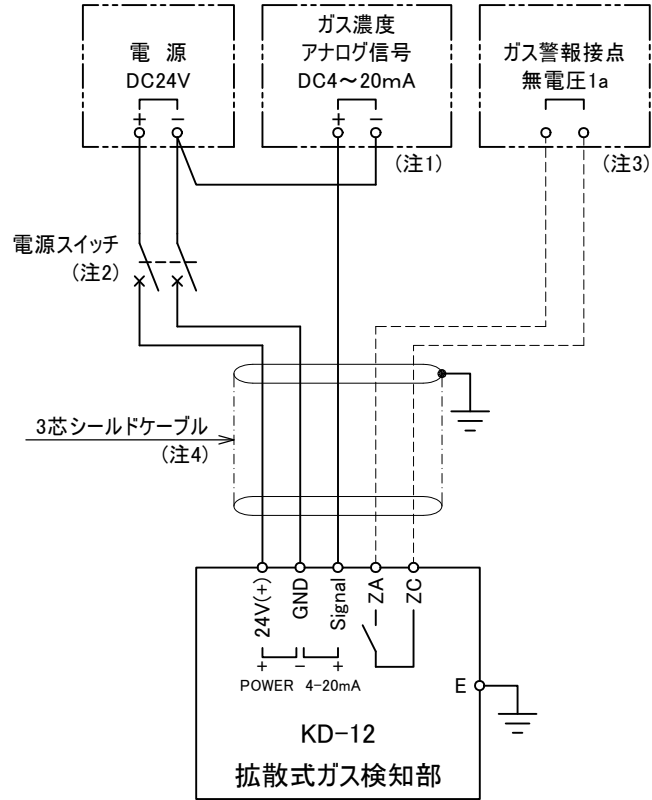 電 源
DC24V
+ −
ガス濃度
アナログ信号
DC4～20mA
+ −
(注1)
ガス警報接点
無電圧1a
(注3)
電源スイッチ
(注2)
3芯シールドケーブル
(注4)
24V(+)
GND
Signal
ZA
ZC
+ − +
POWER 4-20mA
E
KD-12
拡散式ガス検知部